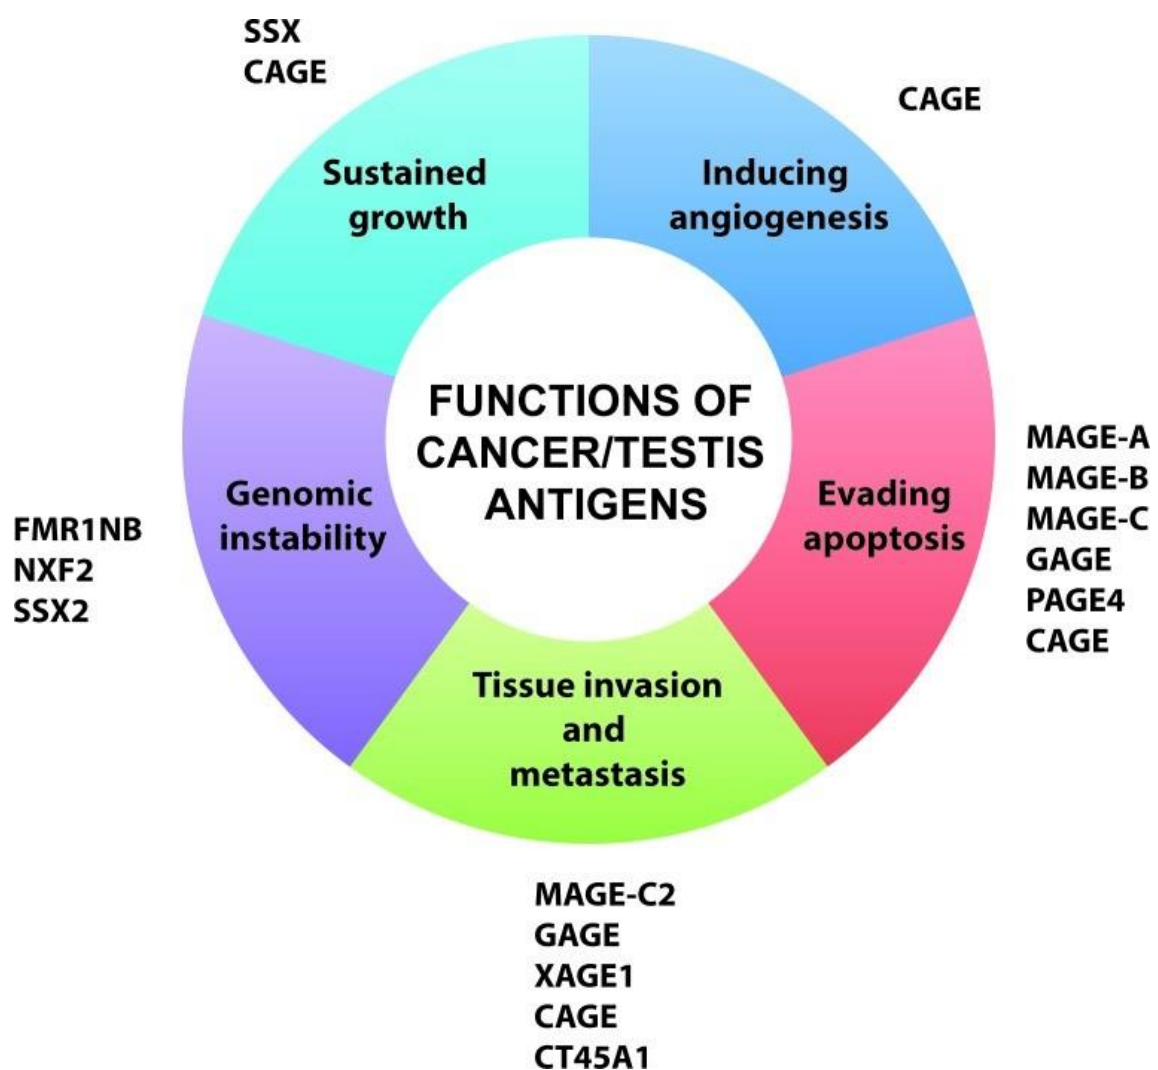 SSX
CAGE
CAGE
Sustained
growth
Inducing
angiogenesis
FUNCTIONS OF
CANCER/TESTIS
ANTIGENS
Genomic
instability
FMR1NB
NXF2
SSX2
Evading
apoptosis
MAGE-A
MAGE-B
MAGE-C
GAGE
PAGE4
CAGE
Tissue invasion
and
metastasis
MAGE-C2
GAGE
XAGE1
CAGE
CT45A1